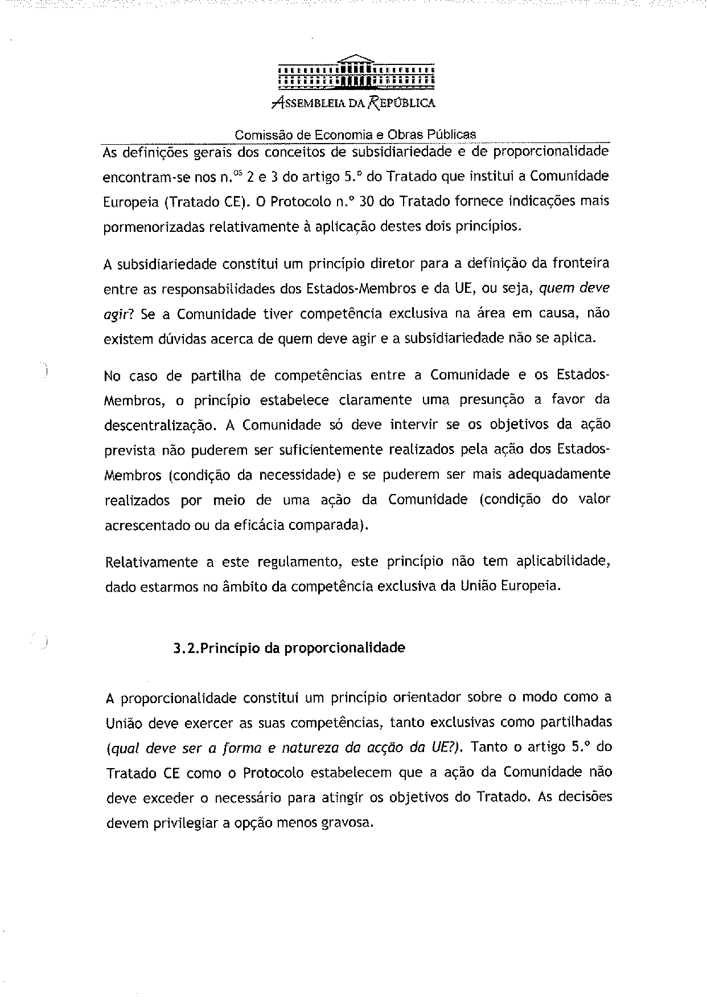 ASSEMBLEIA DA REPÚBLICA
Comissão de Economia e Obras Públicas
As definições gerais dos conceitos de subsidiariedade e de proporcionalidade
encontram-se nos n.ºs 2 e 3 do artigo 5.º do Tratado que institui a Comunidade
Europeia (Tratado CE). O Protocolo n.º 30 do Tratado fornece indicações mais
pormenorizadas relativamente à aplicação destes dois princípios.
A subsidiariedade constitui um princípio diretor para a definição da fronteira
entre as responsabilidades dos Estados-Membros e da UE, ou seja, quem deve
agir? Se a Comunidade tiver competência exclusiva na área em causa, não
existem dúvidas acerca de quem deve agir e a subsidiariedade não se aplica.
No caso de partilha de competências entre a Comunidade e os Estados-
Membros, o princípio estabelece claramente uma presunção a favor da
descentralização. A Comunidade só deve intervir se os objetivos da ação
prevista não puderem ser suficientemente realizados pela ação dos Estados-
Membros (condição da necessidade) e se puderem ser mais adequadamente
realizados por meio de uma ação da Comunidade (condição do valor
acrescentado ou da eficácia comparada).
Relativamente a este regulamento, este princípio não tem aplicabilidade,
dado estarmos no âmbito da competência exclusiva da União Europeia.
3.2.Princípio da proporcionalidade
A proporcionalidade constitui um princípio orientador sobre o modo como a
União deve exercer as suas competências, tanto exclusivas como partilhadas
(qual deve ser a forma e natureza da acção da UE?). Tanto o artigo 5.º do
Tratado CE como o Protocolo estabelecem que a ação da Comunidade não
deve exceder o necessário para atingir os objetivos do Tratado. As decisões
devem privilegiar a opção menos gravosa.